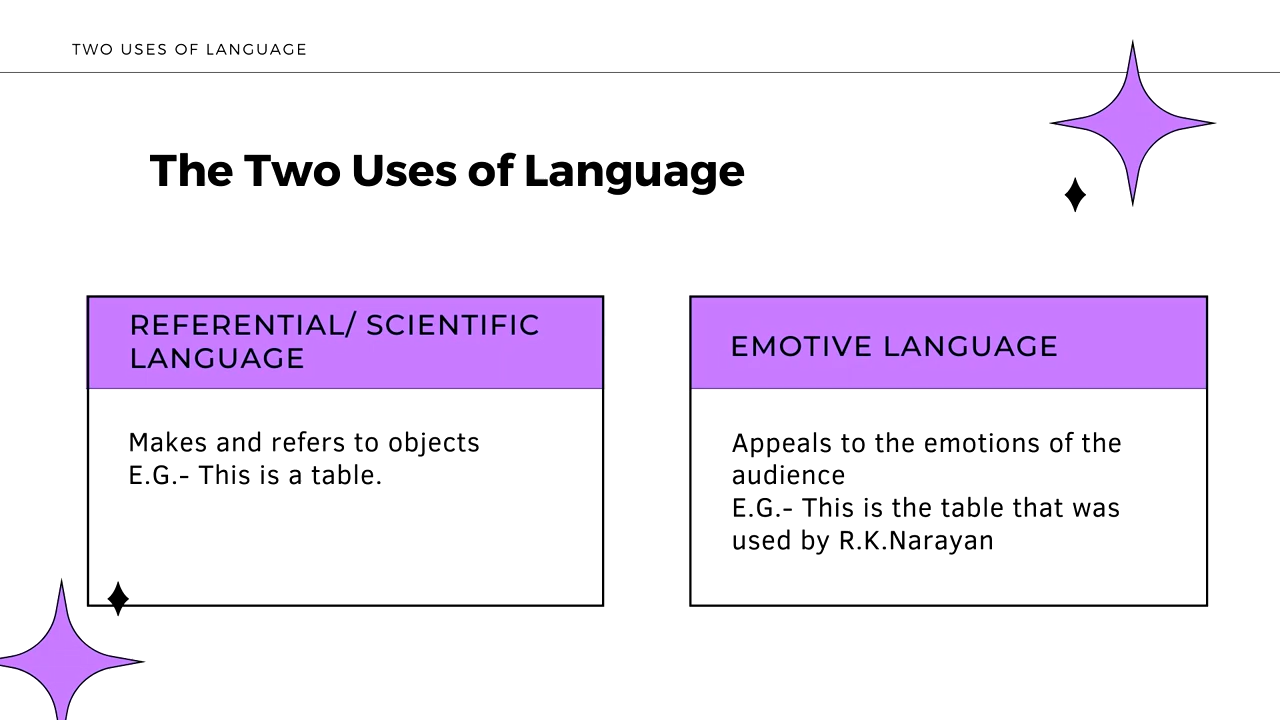 TWO USES OF LANGUAGE
The Two Uses of Language
REFERENTIAL/ SCIENTIFIC
LANGUAGE
Makes and refers to objects
E.G.- This is a table.
EMOTIVE LANGUAGE
Appeals to the emotions of the
audience
E.G.- This is the table that was
used by R.K.Narayan